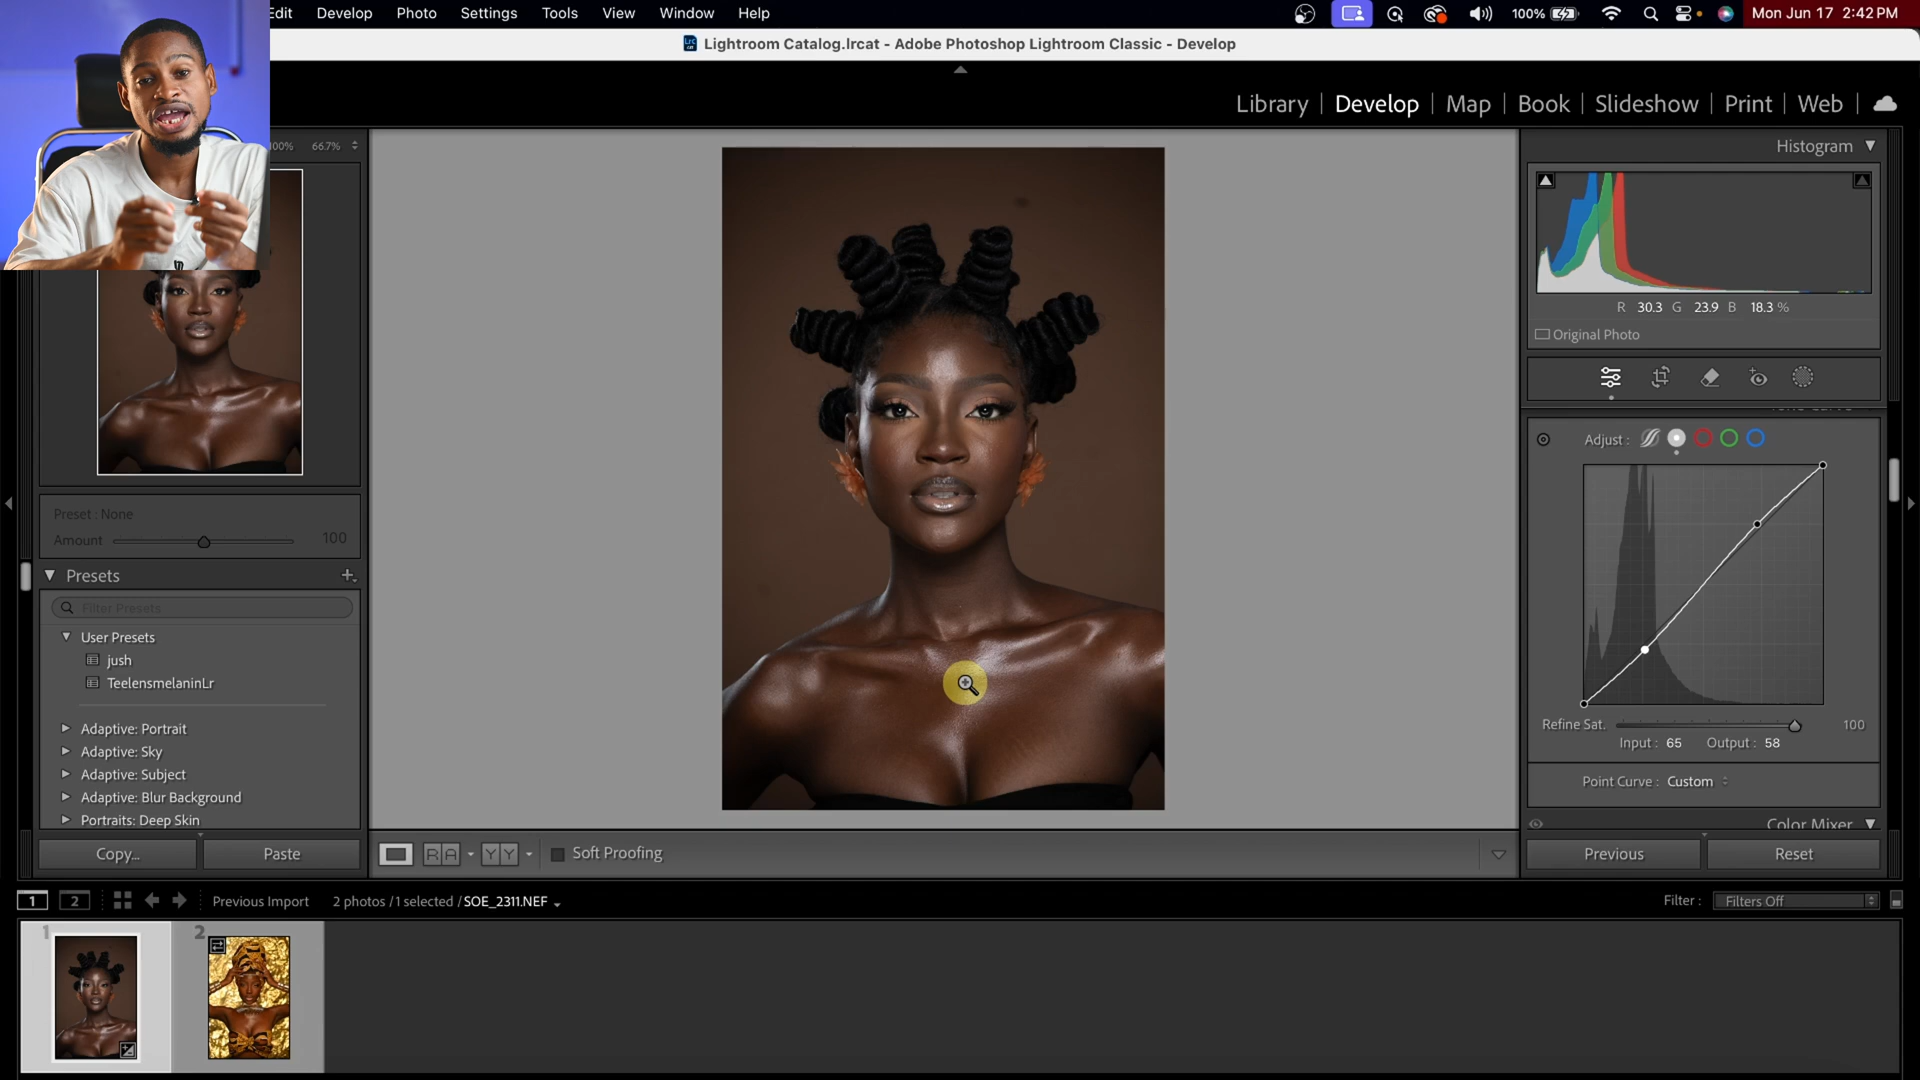 Edit Develop Photo Settings Tools View Window Help 100% Mon Jun 17 2:42 PM
Lightroom Catalog.lrcat - Adobe Photoshop Lightroom Classic - Develop
Library | Develop | Map | Book | Slideshow | Print | Web
100% 66.7%
Histogram
R 30.3 G 23.9 B 18.3 %
Original Photo
Adjust :
Refine Sat. 100
Input : 65 Output : 58
Point Curve : Custom
Color Mixer
Previous Reset
Preset : None
Amount 100
Presets
Filter Presets
User Presets
jush
TeelensmelaninLr
Adaptive: Portrait
Adaptive: Sky
Adaptive: Subject
Adaptive: Blur Background
Portraits: Deep Skin
Copy... Paste
R A Y Y Soft Proofing
1 2 Previous Import 2 photos / 1 selected / SOE_2311.NEF
Filter : Filters Off
1 2